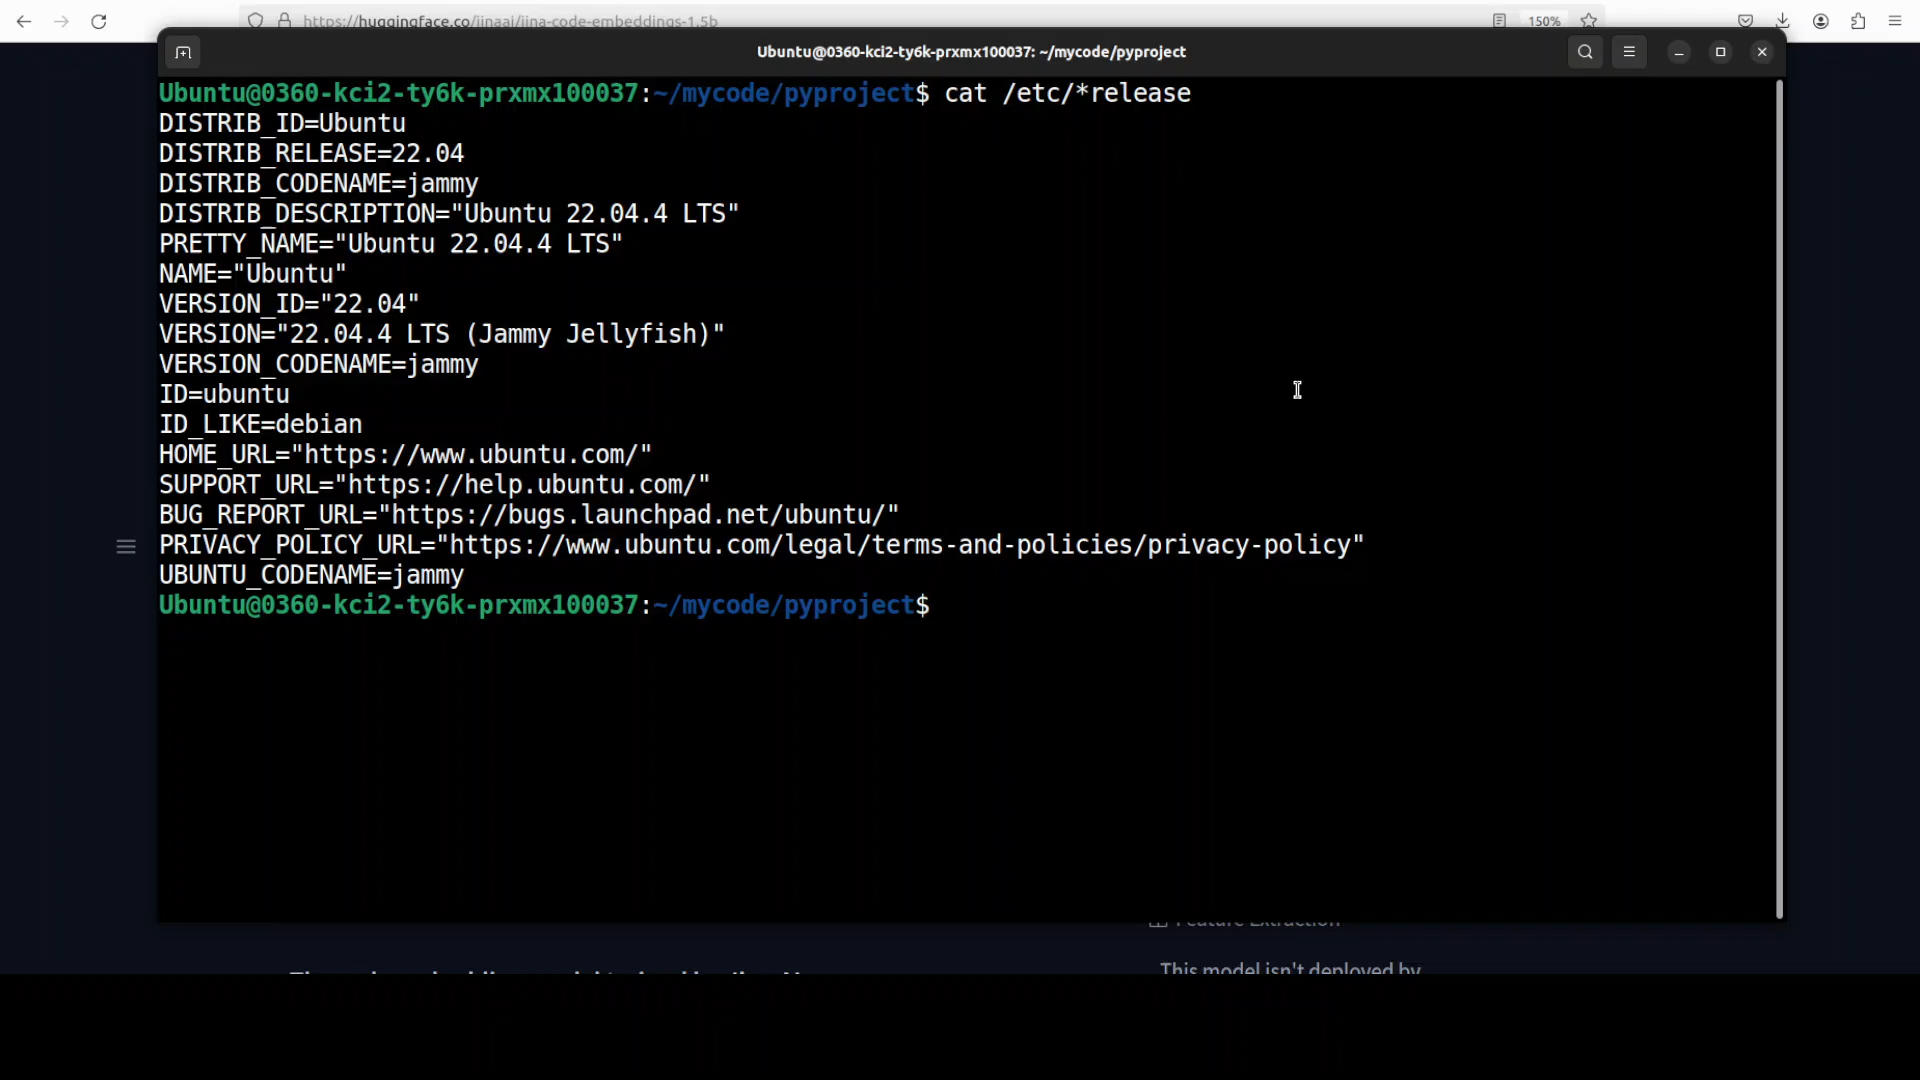 https://huggingface.co/jinaai/jina-code-embeddings-1.5b
150%
Ubuntu@0360-kci2-ty6k-prxmx100037: ~/mycode/pyproject
Ubuntu@0360-kci2-ty6k-prxmx100037:~/mycode/pyproject$ cat /etc/*release
DISTRIB_ID=Ubuntu
DISTRIB_RELEASE=22.04
DISTRIB_CODENAME=jammy
DISTRIB_DESCRIPTION="Ubuntu 22.04.4 LTS"
PRETTY_NAME="Ubuntu 22.04.4 LTS"
NAME="Ubuntu"
VERSION_ID="22.04"
VERSION="22.04.4 LTS (Jammy Jellyfish)"
VERSION_CODENAME=jammy
ID=ubuntu
ID_LIKE=debian
HOME_URL="https://www.ubuntu.com/"
SUPPORT_URL="https://help.ubuntu.com/"
BUG_REPORT_URL="https://bugs.launchpad.net/ubuntu/"
PRIVACY_POLICY_URL="https://www.ubuntu.com/legal/terms-and-policies/privacy-policy"
UBUNTU_CODENAME=jammy
Ubuntu@0360-kci2-ty6k-prxmx100037:~/mycode/pyproject$
Feature Extraction
This model isn't deployed by